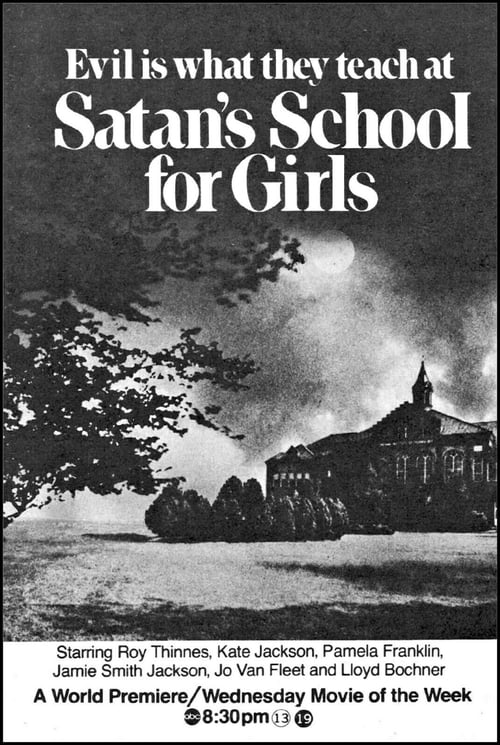 Evil is what they teach at
Satan's School
for Girls
Starring Roy Thinnes, Kate Jackson, Pamela Franklin,
Jamie Smith Jackson, Jo Van Fleet and Lloyd Bochner
A World Premiere/Wednesday Movie of the Week
abc 8:30pm 13 19